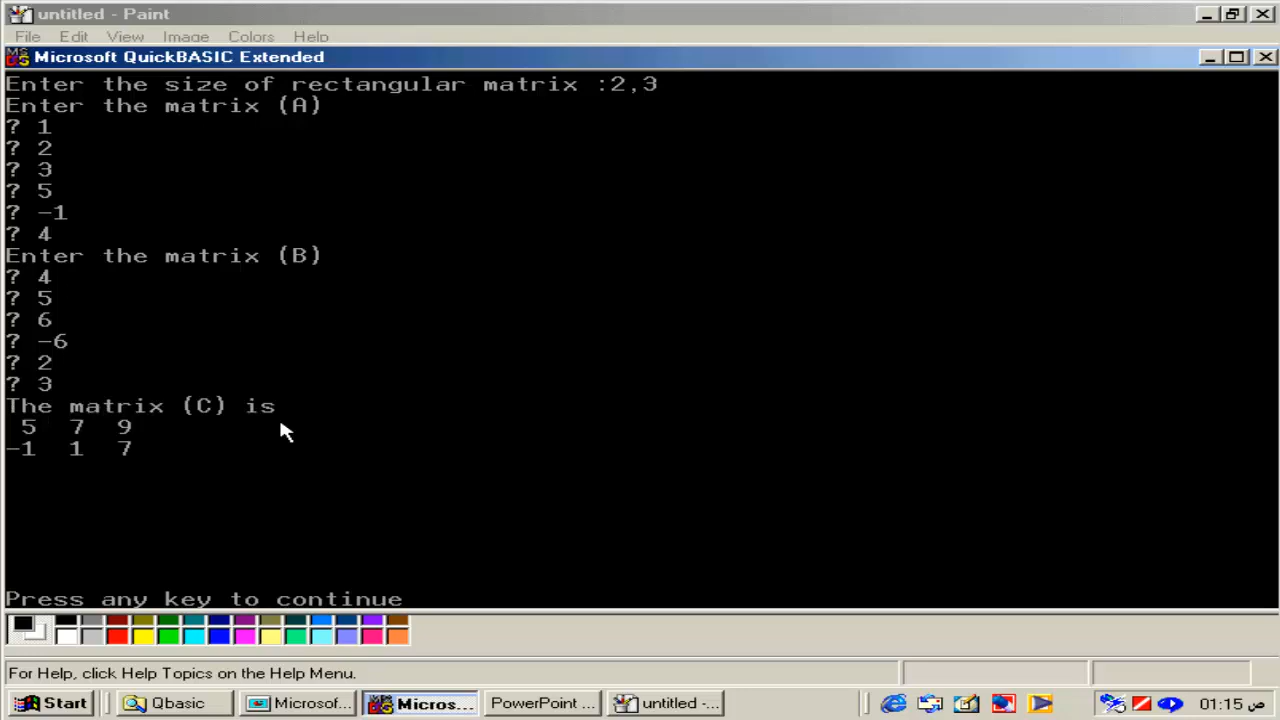 untitled - Paint
File Edit View Image Colors Help
Microsoft QuickBASIC Extended
Enter the size of rectangular matrix :2,3
Enter the matrix (A)
? 1
? 2
? 3
? 5
? -1
? 4
Enter the matrix (B)
? 4
? 5
? 6
? -6
? 2
? 3
The matrix (C) is
5 7 9
-1 1 7
Press any key to continue
For Help, click Help Topics on the Help Menu.
Start Qbasic Microsof... Micros... PowerPoint ... untitled -... 01:15 ص